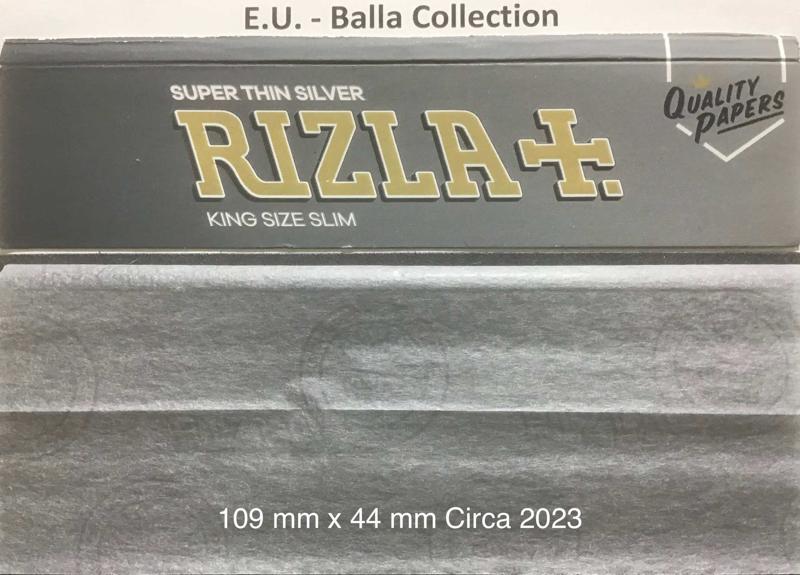 E.U. - Balla Collection
SUPER THIN SILVER
RIZLA+.
KING SIZE SLIM
QUALITY
PAPERS
109 mm x 44 mm Circa 2023